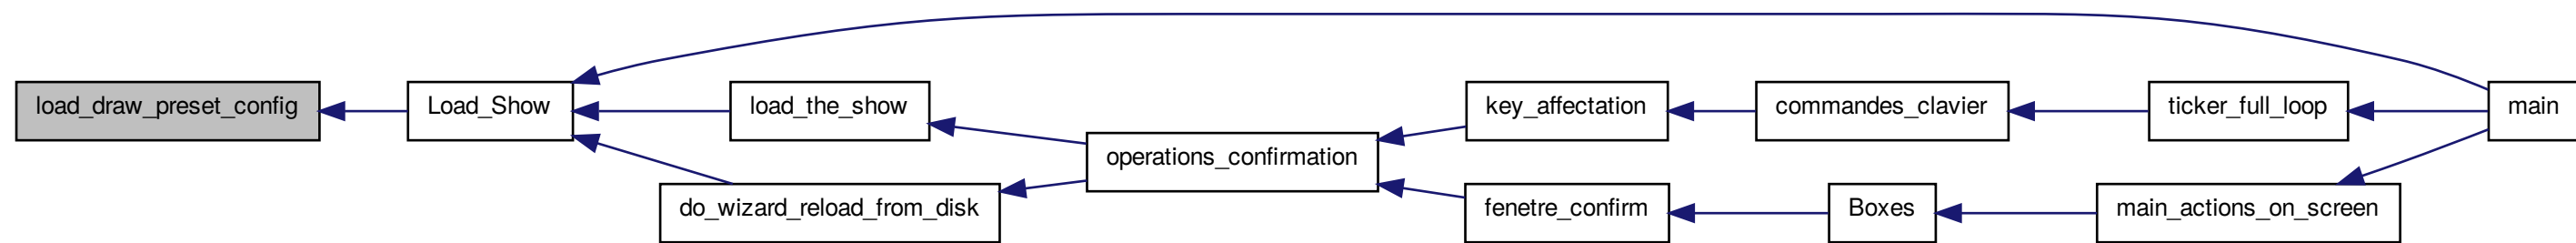 load_draw_preset_config
Load_Show
load_the_show
do_wizard_reload_from_disk
operations_confirmation
key_affectation
fenetre_confirm
commandes_clavier
Boxes
ticker_full_loop
main_actions_on_screen
main